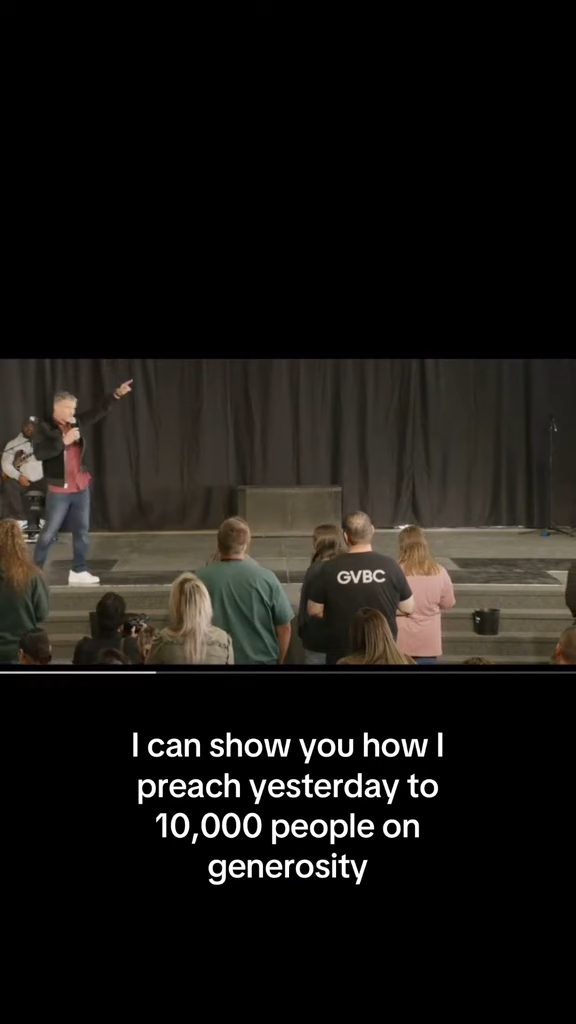 GVBC
I can show you how I
preach yesterday to
10,000 people on
generosity